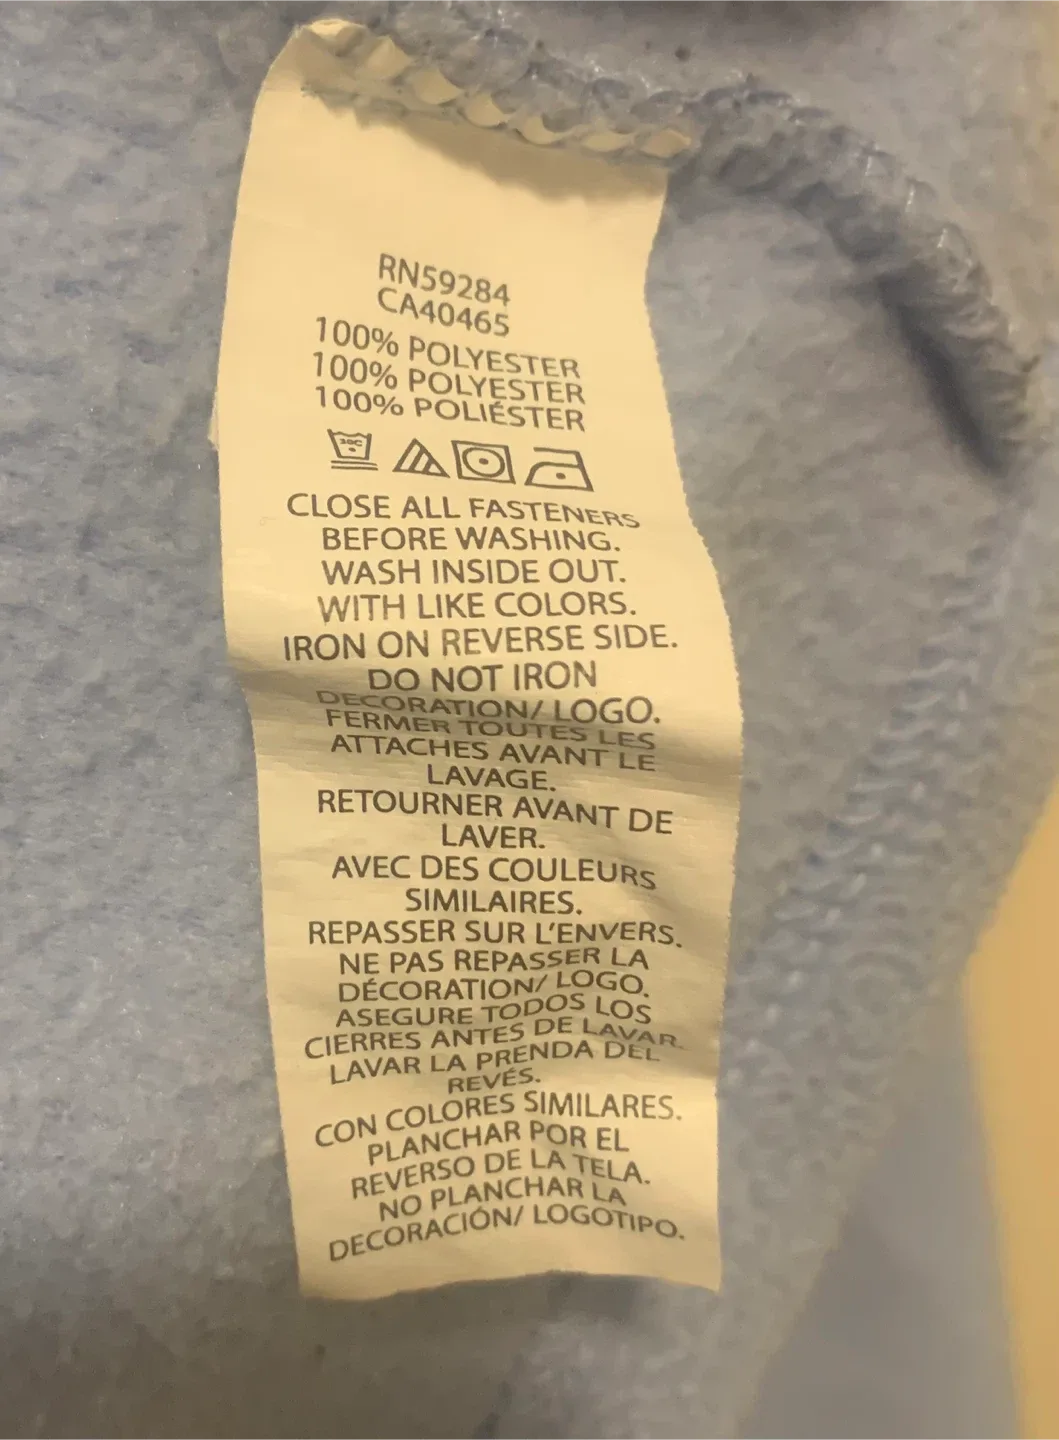 RN59284
CA40465
100% POLYESTER
100% POLYESTER
100% POLIÉSTER
30C
CLOSE ALL FASTENERS
BEFORE WASHING.
WASH INSIDE OUT.
WITH LIKE COLORS.
IRON ON REVERSE SIDE.
DO NOT IRON
DECORATION/ LOGO.
FERMER TOUTES LES
ATTACHES AVANT LE
LAVAGE.
RETOURNER AVANT DE
LAVER.
AVEC DES COULEURS
SIMILAIRES.
REPASSER SUR L'ENVERS.
NE PAS REPASSER LA
DÉCORATION/ LOGO.
ASEGURE TODOS LOS
CIERRES ANTES DE LAVAR.
LAVAR LA PRENDA DEL
REVÉS.
CON COLORES SIMILARES.
PLANCHAR POR EL
REVERSO DE LA TELA.
NO PLANCHAR LA
DECORACIÓN/ LOGOTIPO.